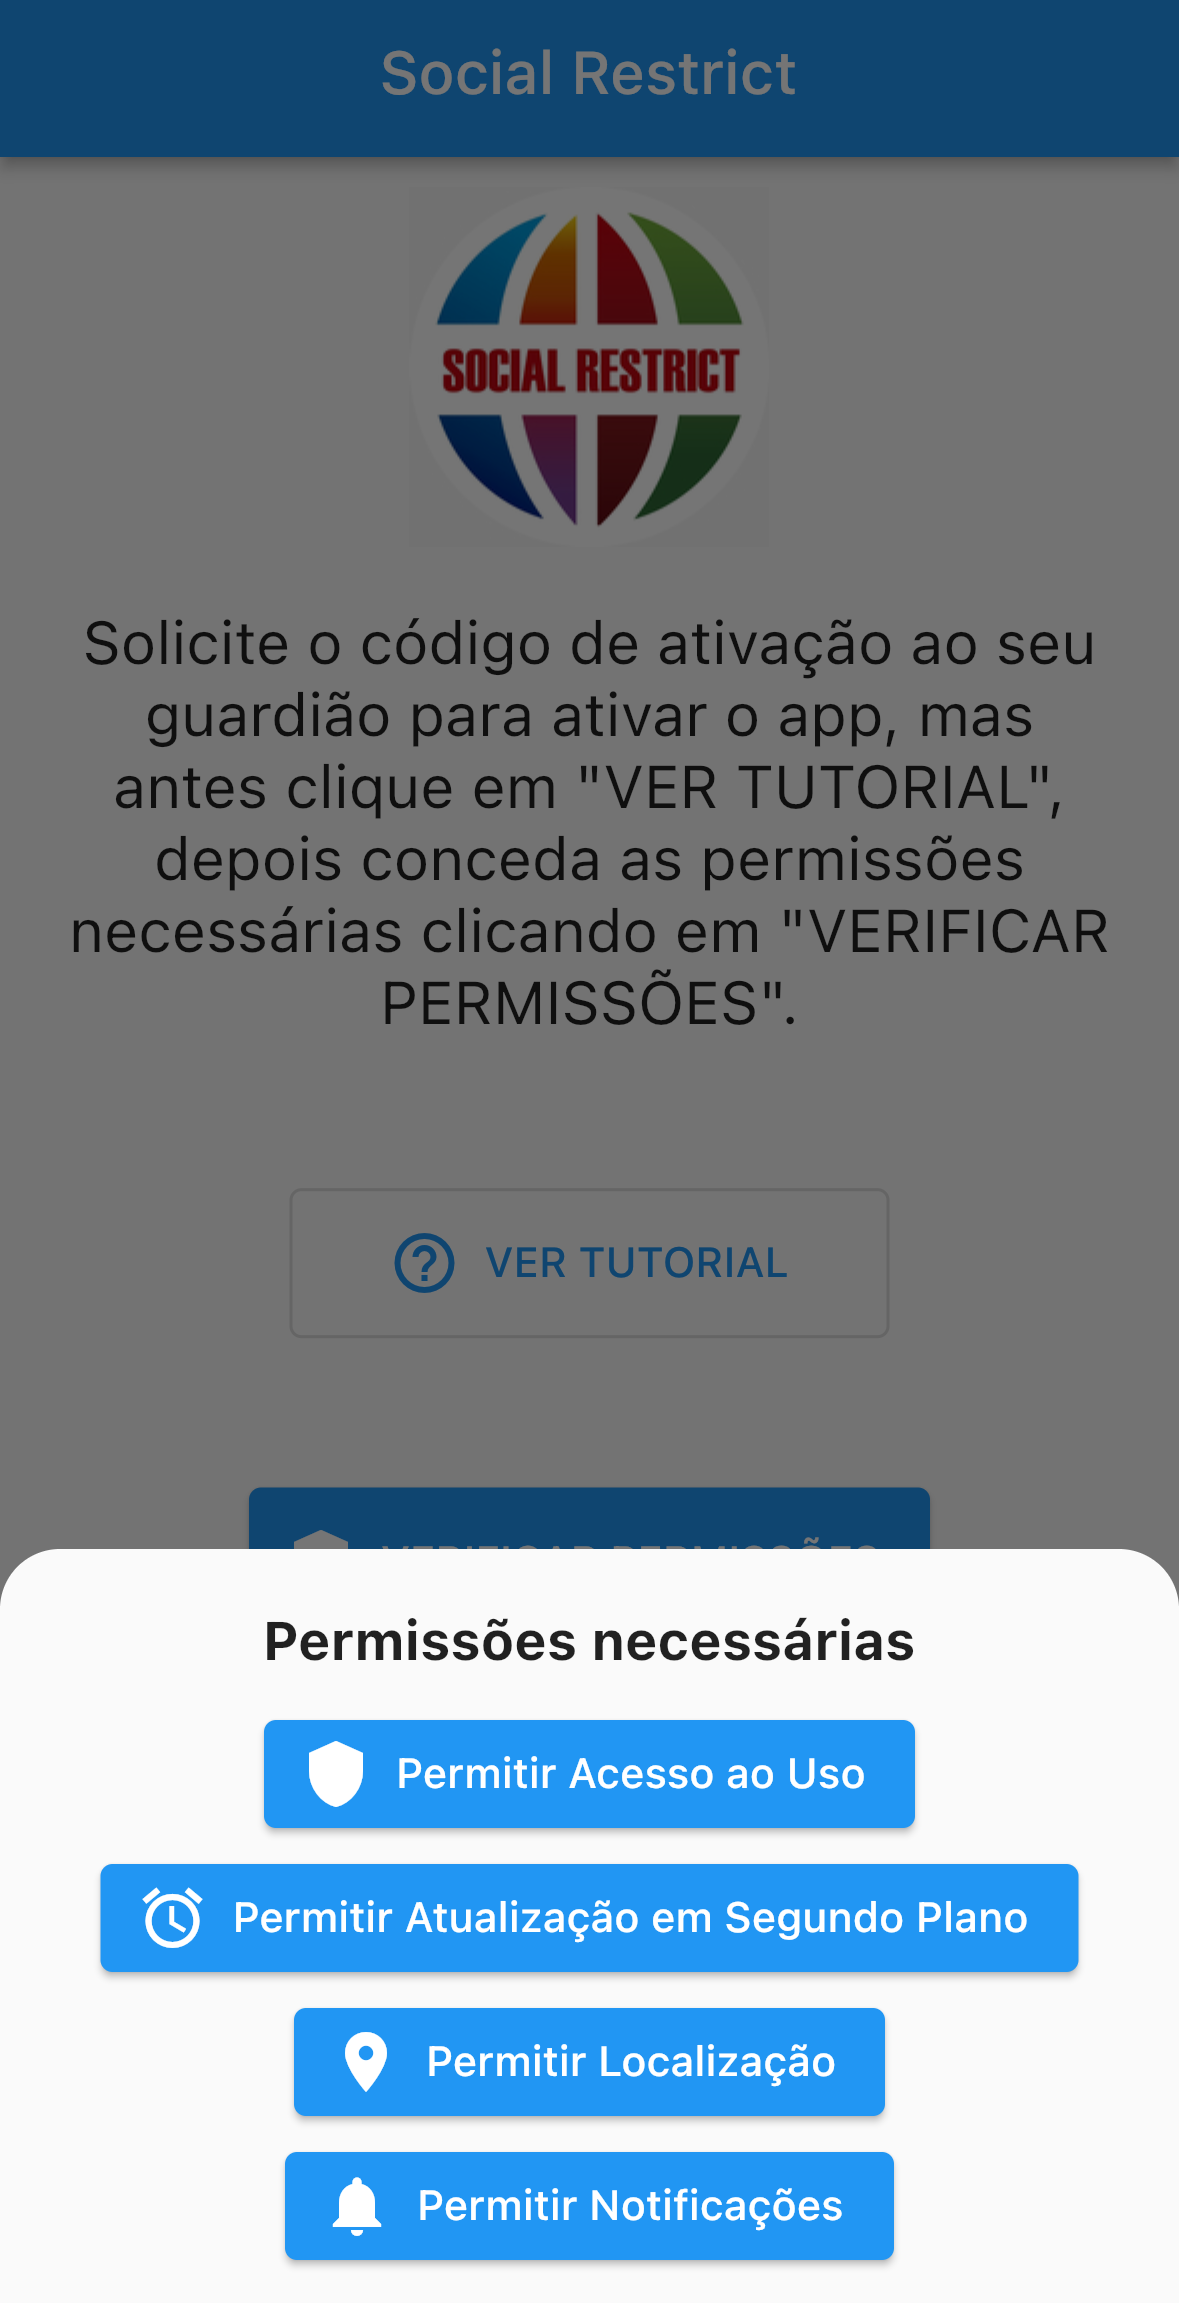 Social Restrict
SOCIAL RESTRICT
Solicite o código de ativação ao seu
guardião para ativar o app, mas
antes clique em "VER TUTORIAL",
depois conceda as permissões
necessárias clicando em "VERIFICAR
PERMISSÕES".
VER TUTORIAL
VERIFICAR PERMISSÕES
Permissões necessárias
Permitir Acesso ao Uso
Permitir Atualização em Segundo Plano
Permitir Localização
Permitir Notificações